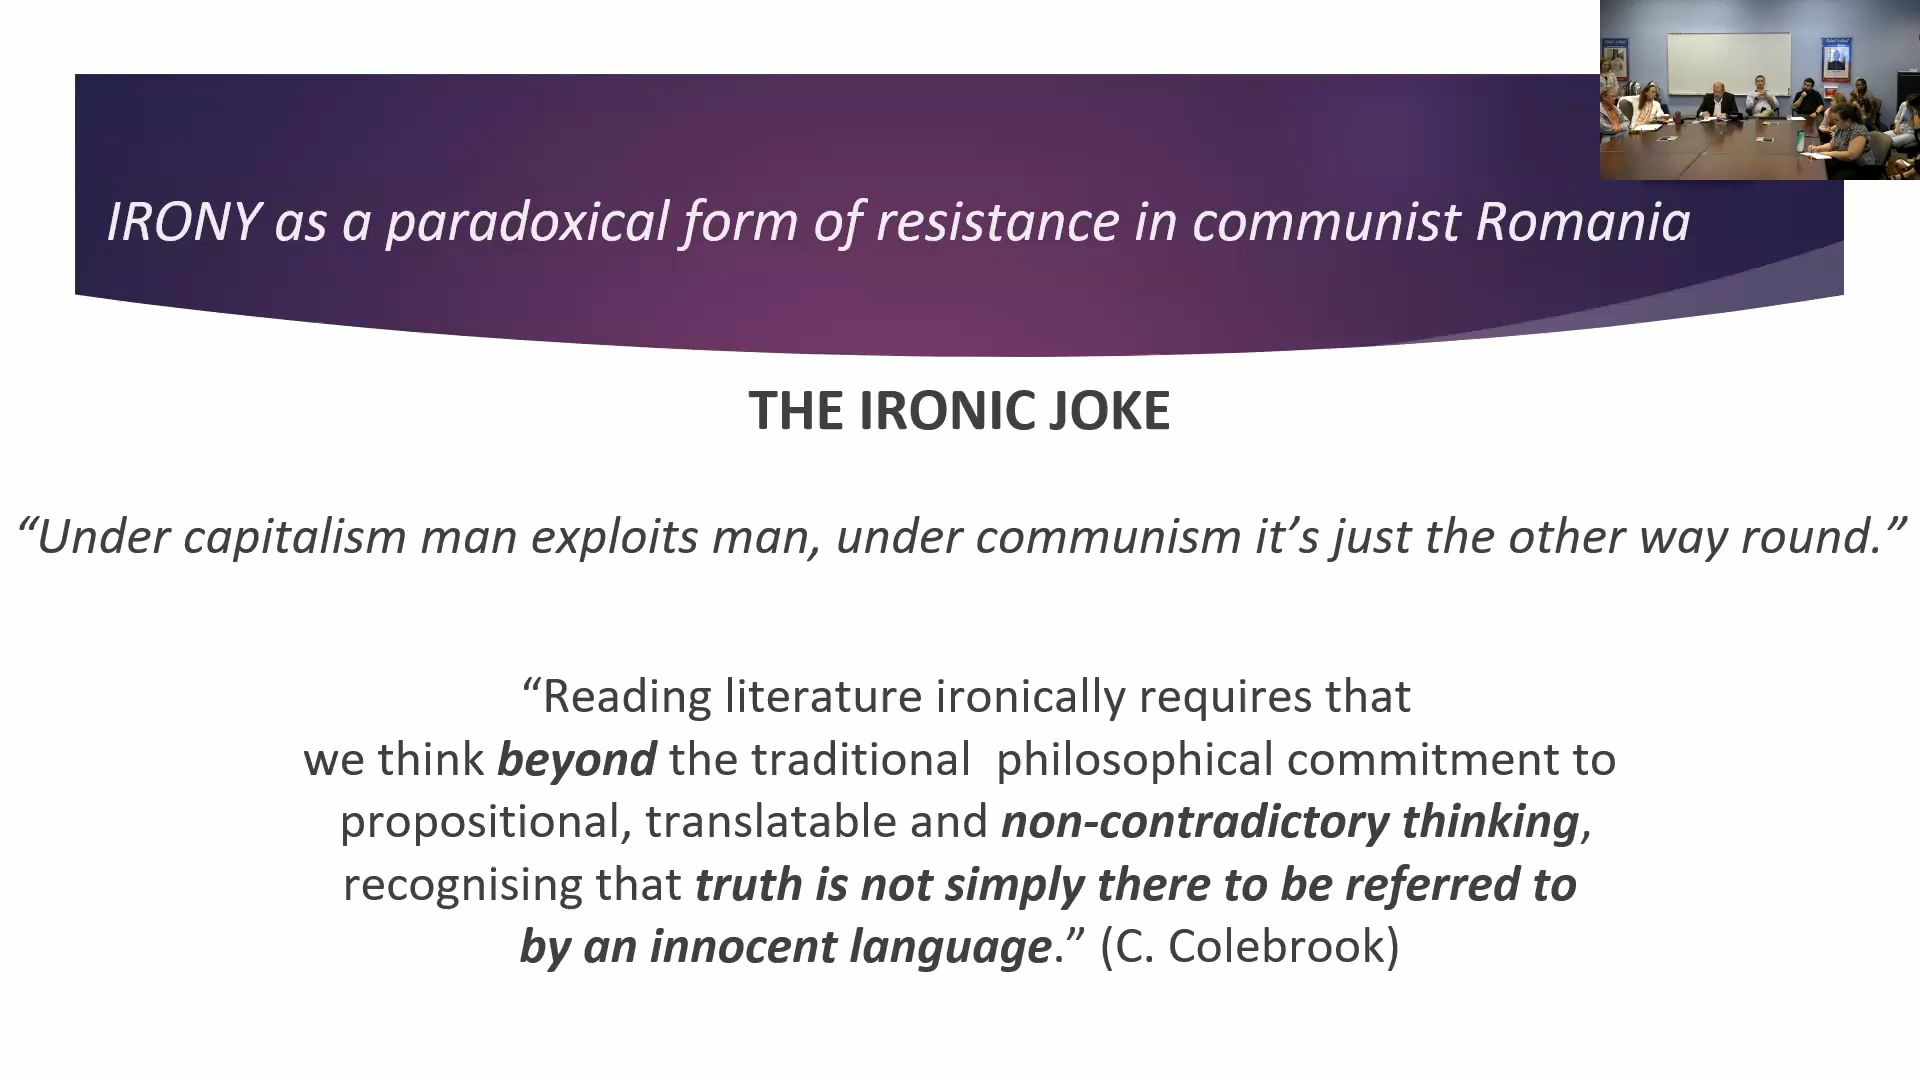 IRONY as a paradoxical form of resistance in communist Romania
THE IRONIC JOKE
“Under capitalism man exploits man, under communism it’s just the other way round.”
“Reading literature ironically requires that
we think beyond the traditional  philosophical commitment to
propositional, translatable and non-contradictory thinking,
recognising that truth is not simply there to be referred to
by an innocent language.” (C. Colebrook)